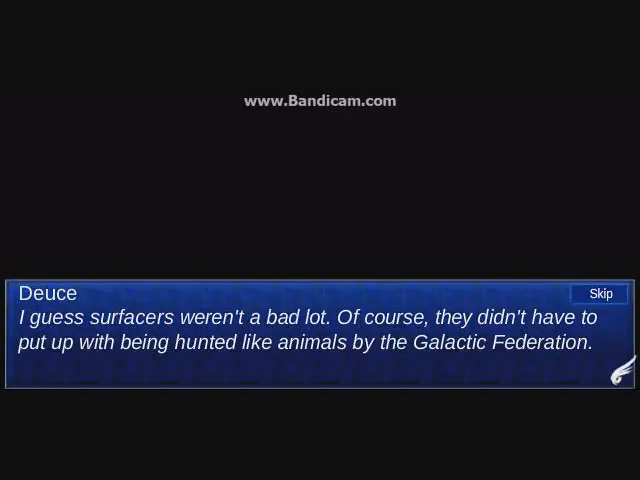 www.Bandicam.com
Deuce
Skip
I guess surfacers weren't a bad lot. Of course, they didn't have to
put up with being hunted like animals by the Galactic Federation.